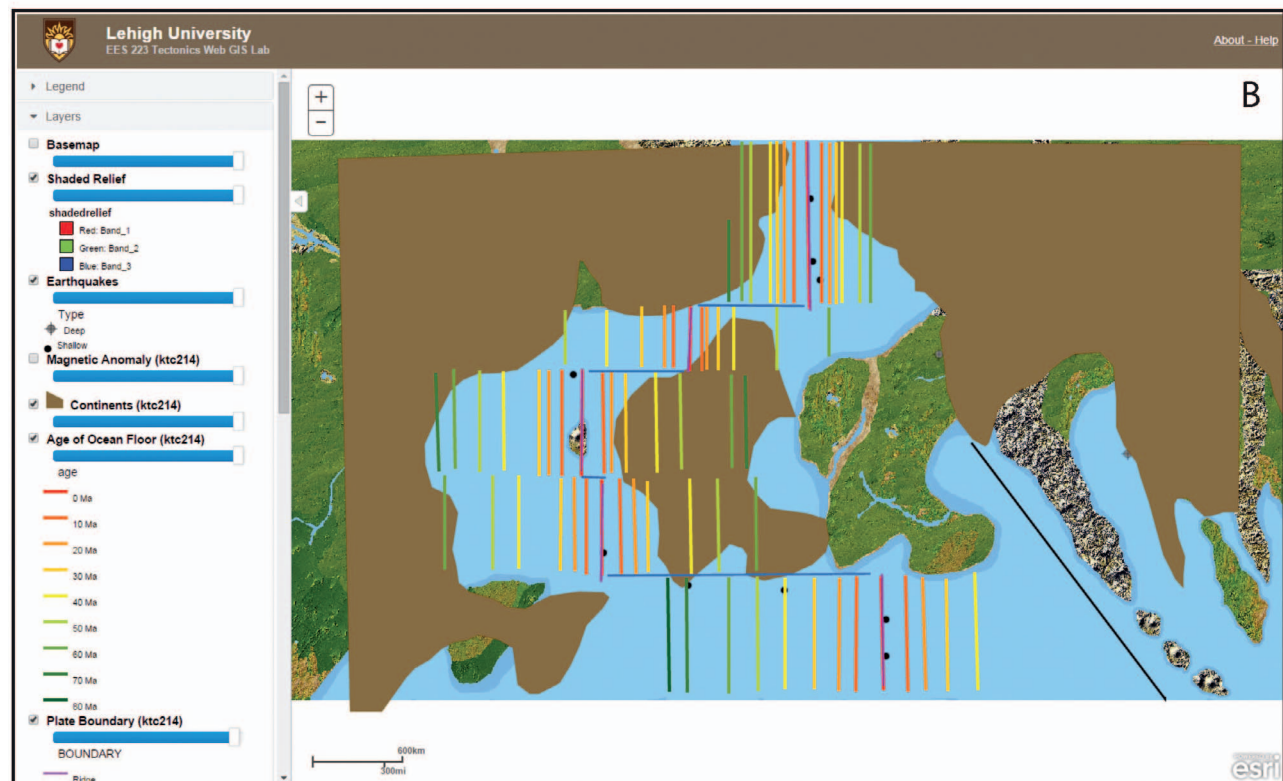 Lehigh University
EES 223 Tectonics Web GIS Lab
About - Help
Legend
Layers
Basemap
Shaded Relief
shadedrelief
Red: Band_1
Green: Band_2
Blue: Band_3
Earthquakes
Type
Deep
Shallow
Magnetic Anomaly (ktc214)
Continents (ktc214)
Age of Ocean Floor (ktc214)
age
0 Ma
10 Ma
20 Ma
30 Ma
40 Ma
50 Ma
60 Ma
70 Ma
80 Ma
Plate Boundary (ktc214)
BOUNDARY
Ridge
+
−
B
600km
300mi
esri